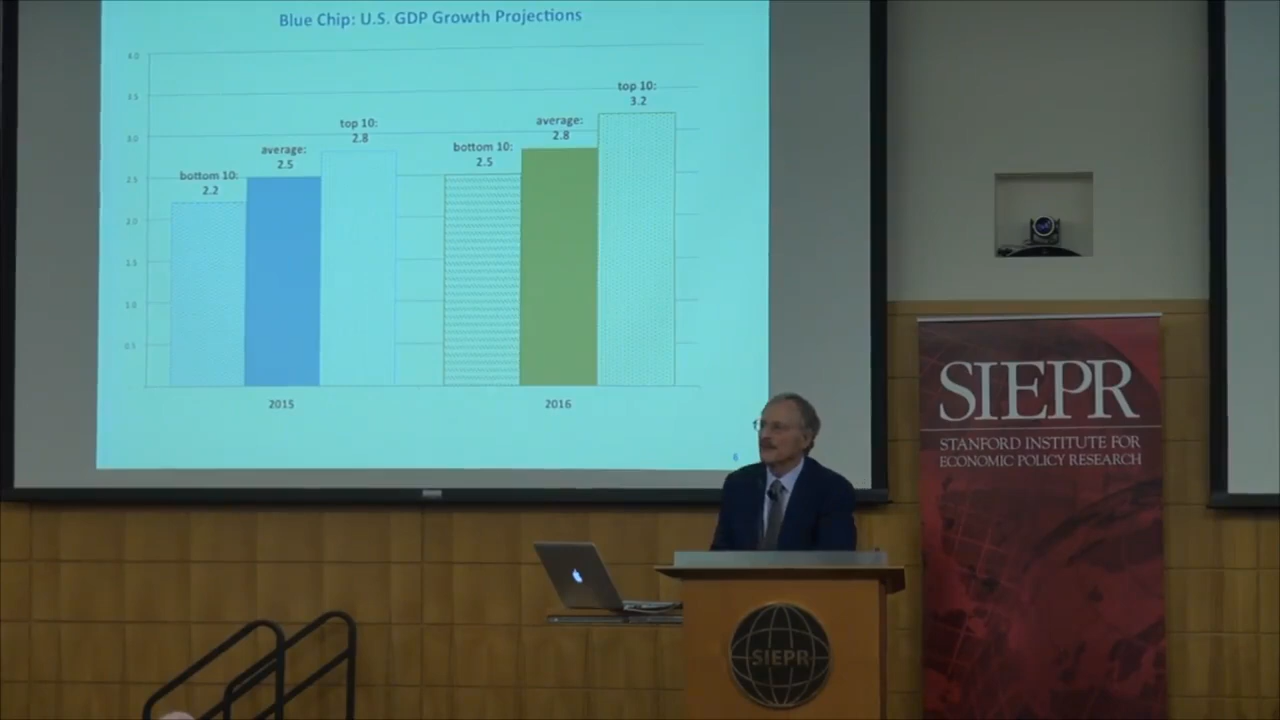 Blue Chip: U.S. GDP Growth Projections
4.0
3.5
3.0
2.5
2.0
1.5
1.0
0.5
bottom 10:
2.2
average:
2.5
top 10:
2.8
bottom 10:
2.5
average:
2.8
top 10:
3.2
2015
2016
6
SIEPR
STANFORD INSTITUTE FOR
ECONOMIC POLICY RESEARCH
SIEPR